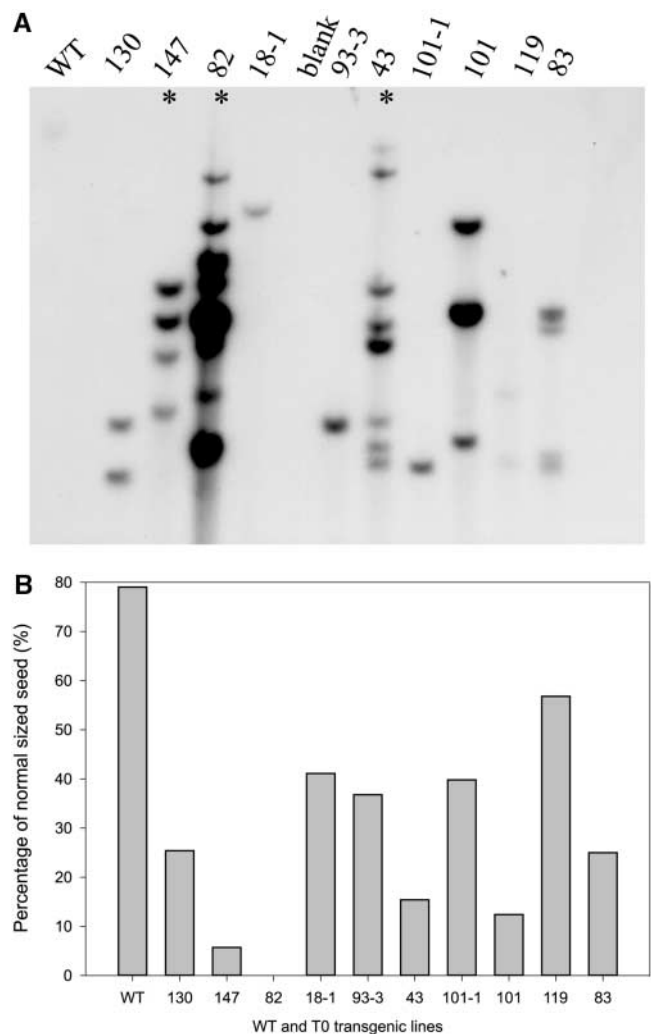 A
WT 130 147 82 18-1 blank 93-3 43 101-1 101 119 83
* * *
B
Percentage of normal sized seed (%)
80
70
60
50
40
30
20
10
0
WT 130 147 82 18-1 93-3 43 101-1 101 119 83
WT and T0 transgenic lines